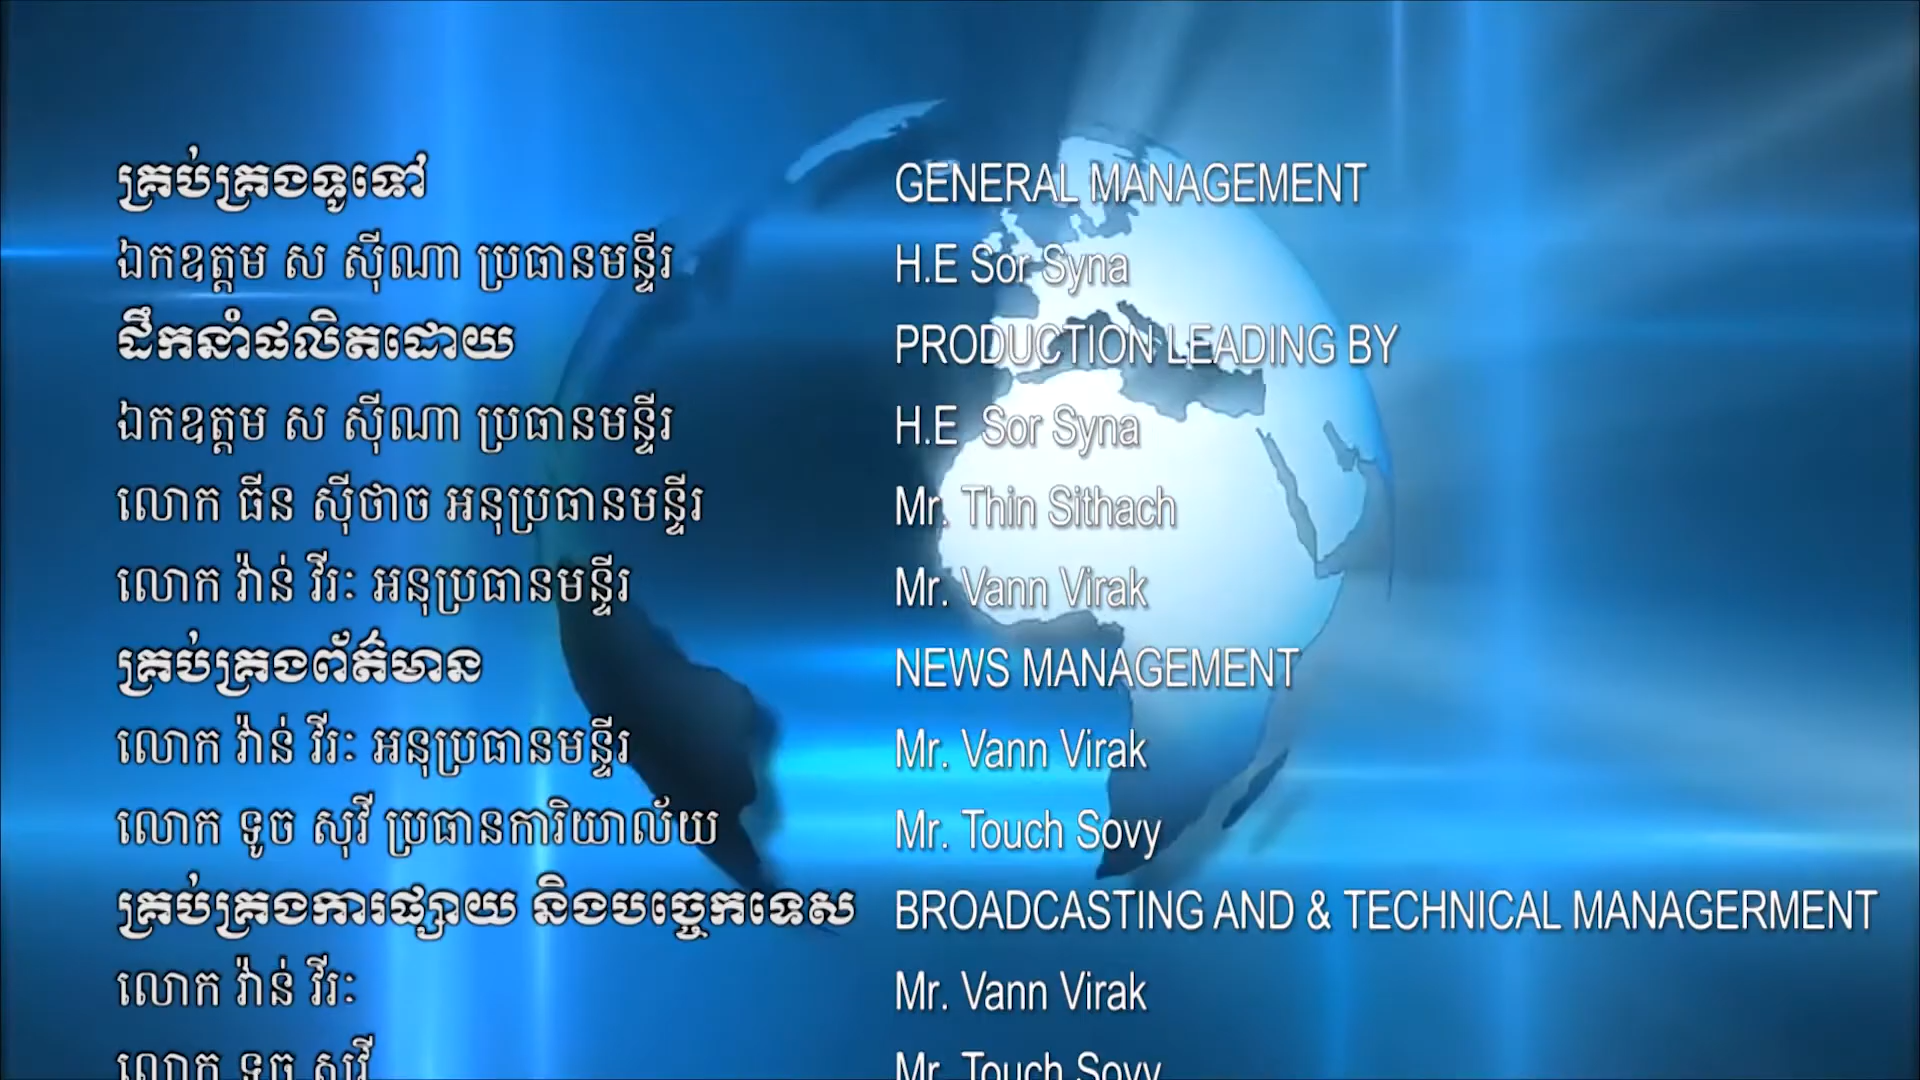 គ្រប់គ្រងទូទៅ GENERAL MANAGEMENT
ឯកឧត្តម ស ស៊ីណា ប្រធានមន្ទីរ H.E Sor Syna
ដឹកនាំផលិតដោយ PRODUCTION LEADING BY
ឯកឧត្តម ស ស៊ីណា ប្រធានមន្ទីរ H.E Sor Syna
លោក ធីន ស៊ីថាច អនុប្រធានមន្ទីរ Mr. Thin Sithach
លោក វ៉ាន់ វីរៈ អនុប្រធានមន្ទីរ Mr. Vann Virak
គ្រប់គ្រងព័ត៌មាន NEWS MANAGEMENT
លោក វ៉ាន់ វីរៈ អនុប្រធានមន្ទីរ Mr. Vann Virak
លោក ទូច សុវី ប្រធានការិយាល័យ Mr. Touch Sovy
គ្រប់គ្រងការផ្សាយ និងបច្ចេកទេស BROADCASTING AND & TECHNICAL MANAGERMENT
លោក វ៉ាន់ វីរៈ Mr. Vann Virak
លោក ទូច សុវី Mr. Touch Sovy